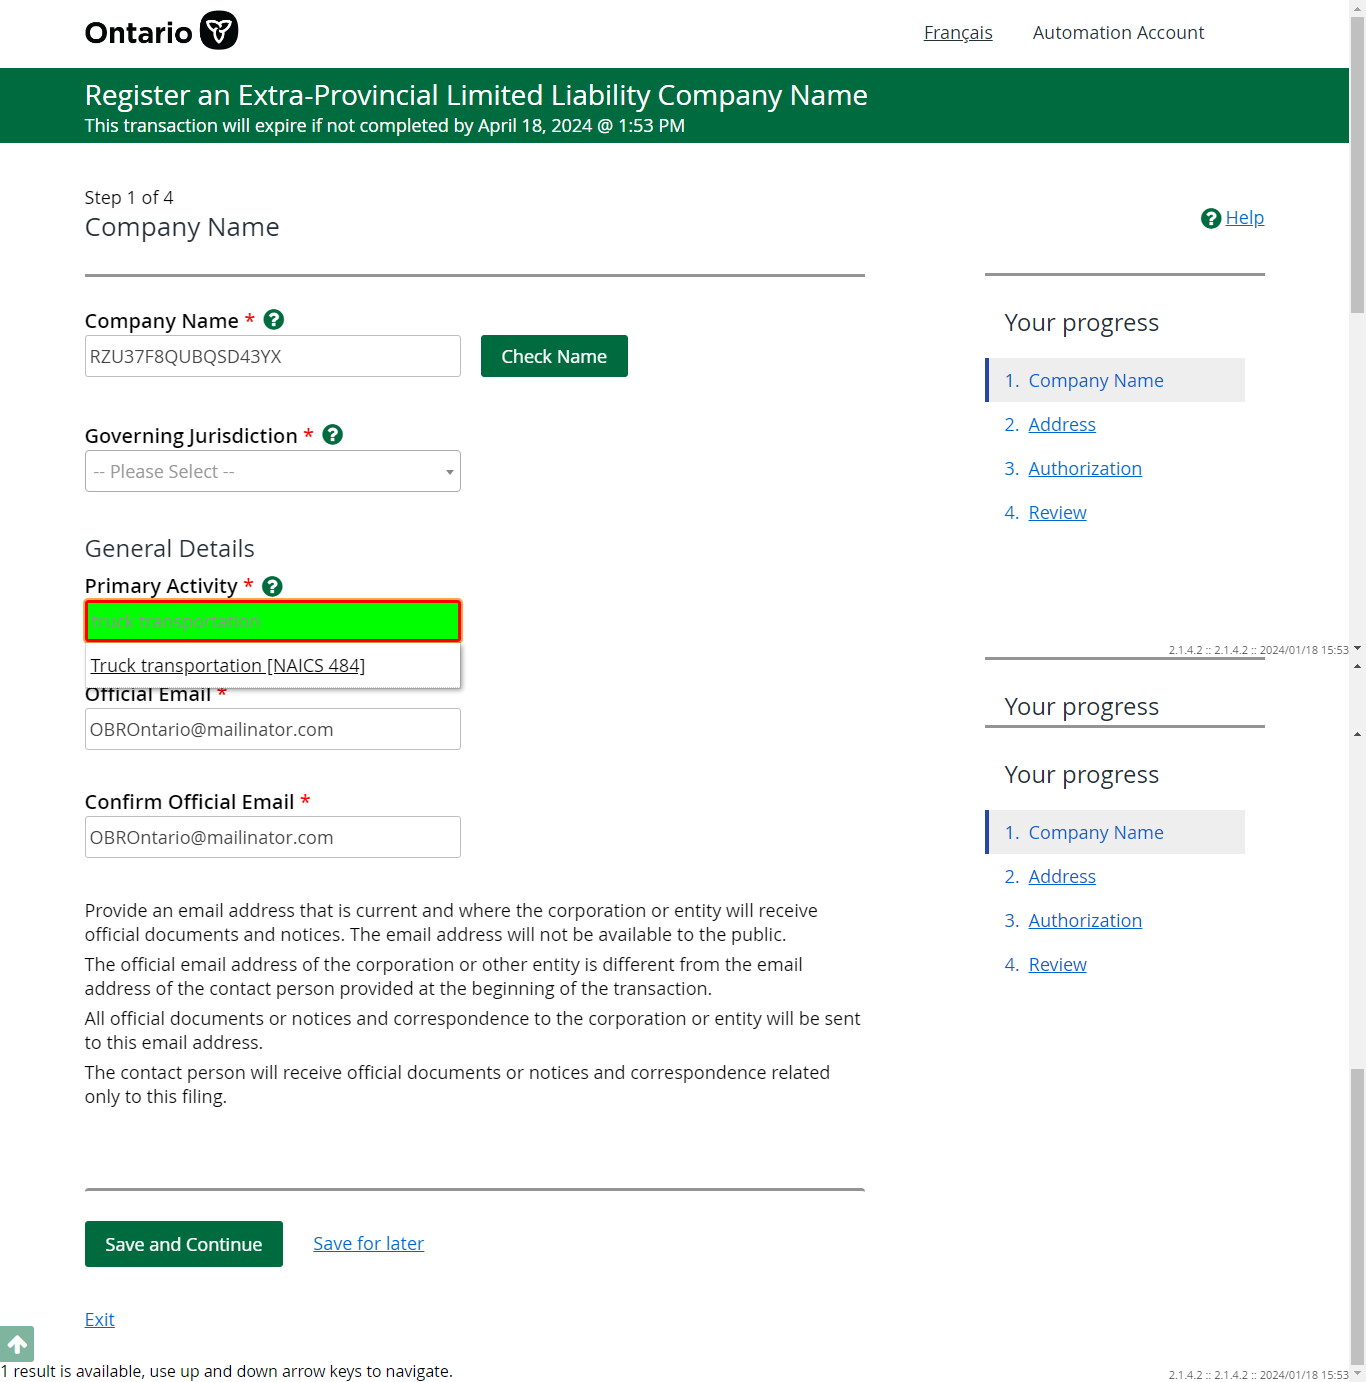 Ontario
Français
Automation Account
Register an Extra-Provincial Limited Liability Company Name
This transaction will expire if not completed by April 18, 2024 @ 1:53 PM
Step 1 of 4
Company Name
? Help
Company Name * ?
RZU37F8QUBQSD43YX
Check Name
Governing Jurisdiction * ?
-- Please Select --
General Details
Primary Activity * ?
truck transportation
Truck transportation [NAICS 484]
Official Email *
OBROntario@mailinator.com
Confirm Official Email *
OBROntario@mailinator.com
Provide an email address that is current and where the corporation or entity will receive
official documents and notices. The email address will not be available to the public.
The official email address of the corporation or other entity is different from the email
address of the contact person provided at the beginning of the transaction.
All official documents or notices and correspondence to the corporation or entity will be sent
to this email address.
The contact person will receive official documents or notices and correspondence related
only to this filing.
Save and Continue
Save for later
Exit
1 result is available, use up and down arrow keys to navigate.
Your progress
1. Company Name
2. Address
3. Authorization
4. Review
2.1.4.2 :: 2.1.4.2 :: 2024/01/18 15:53
Your progress
Your progress
1. Company Name
2. Address
3. Authorization
4. Review
2.1.4.2 :: 2.1.4.2 :: 2024/01/18 15:53